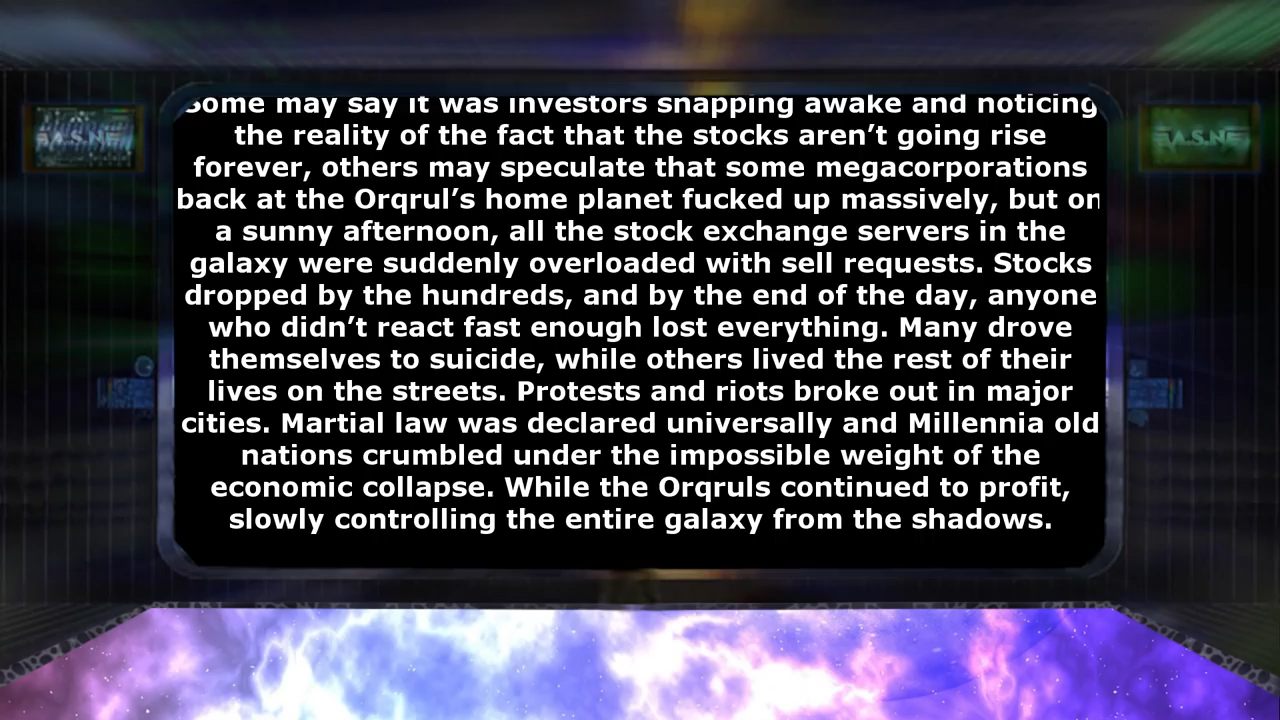 Some may say it was investors snapping awake and noticing
the reality of the fact that the stocks aren’t going rise
forever, others may speculate that some megacorporations
back at the Orqrul’s home planet fucked up massively, but on
a sunny afternoon, all the stock exchange servers in the
galaxy were suddenly overloaded with sell requests. Stocks
dropped by the hundreds, and by the end of the day, anyone
who didn’t react fast enough lost everything. Many drove
themselves to suicide, while others lived the rest of their
lives on the streets. Protests and riots broke out in major
cities. Martial law was declared universally and Millennia old
nations crumbled under the impossible weight of the
economic collapse. While the Orqruls continued to profit,
slowly controlling the entire galaxy from the shadows.